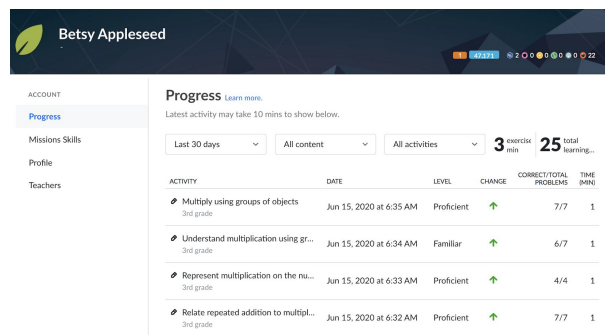 Betsy Appleseed
1 47,171 2 0 0 0 0 22
ACCOUNT
Progress
Missions Skills
Profile
Teachers
Progress Learn more.
Latest activity may take 10 mins to show below.
Last 30 days All content All activities 3 exercise min 25 total learning...
ACTIVITY DATE LEVEL CHANGE CORRECT/TOTAL PROBLEMS TIME (MIN)
Multiply using groups of objects
3rd grade
Jun 15, 2020 at 6:35 AM Proficient 7/7 1
Understand multiplication using gr...
3rd grade
Jun 15, 2020 at 6:34 AM Familiar 6/7 1
Represent multiplication on the nu...
3rd grade
Jun 15, 2020 at 6:33 AM Proficient 4/4 1
Relate repeated addition to multipl...
3rd grade
Jun 15, 2020 at 6:32 AM Proficient 7/7 1